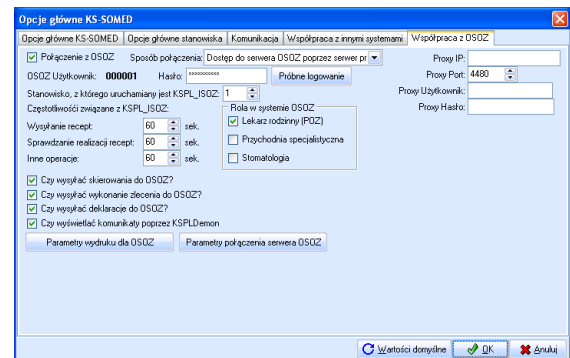 Opcje główne KS-SOMED
Opcje główne KS-SOMED Opcje główne stanowiska Komunikacja Współpraca z innymi systemami Współpraca z OSOZ
Połączenie z OSOZ Sposób połączenia: Dostęp do serwera OSOZ poprzez serwer pr Proxy IP:
OSOZ Użytkownik: 000001 Hasło: ********** Próbne logowanie Proxy Port: 4480
Stanowisko, z którego uruchamiany jest KSPL_ISOZ: 1 Proxy Użytkownik:
Częstotliwości związane z KSPL_ISOZ: Rola w systemie OSOZ Proxy Hasło:
Wysyłanie recept: 60 sek. Lekarz rodzinny (POZ)
Sprawdzanie realizacji recept: 60 sek. Przychodnia specjalistyczna
Inne operacje: 60 sek. Stomatologia
Czy wysyłać skierowania do OSOZ?
Czy wysyłać wykonanie zlecenia do OSOZ?
Czy wysyłać deklaracje do OSOZ?
Czy wyświetlać komunikaty poprzez KSPLDemon
Parametry wydruku dla OSOZ Parametry połączenia serwera OSOZ
Wartości domyślne OK Anuluj